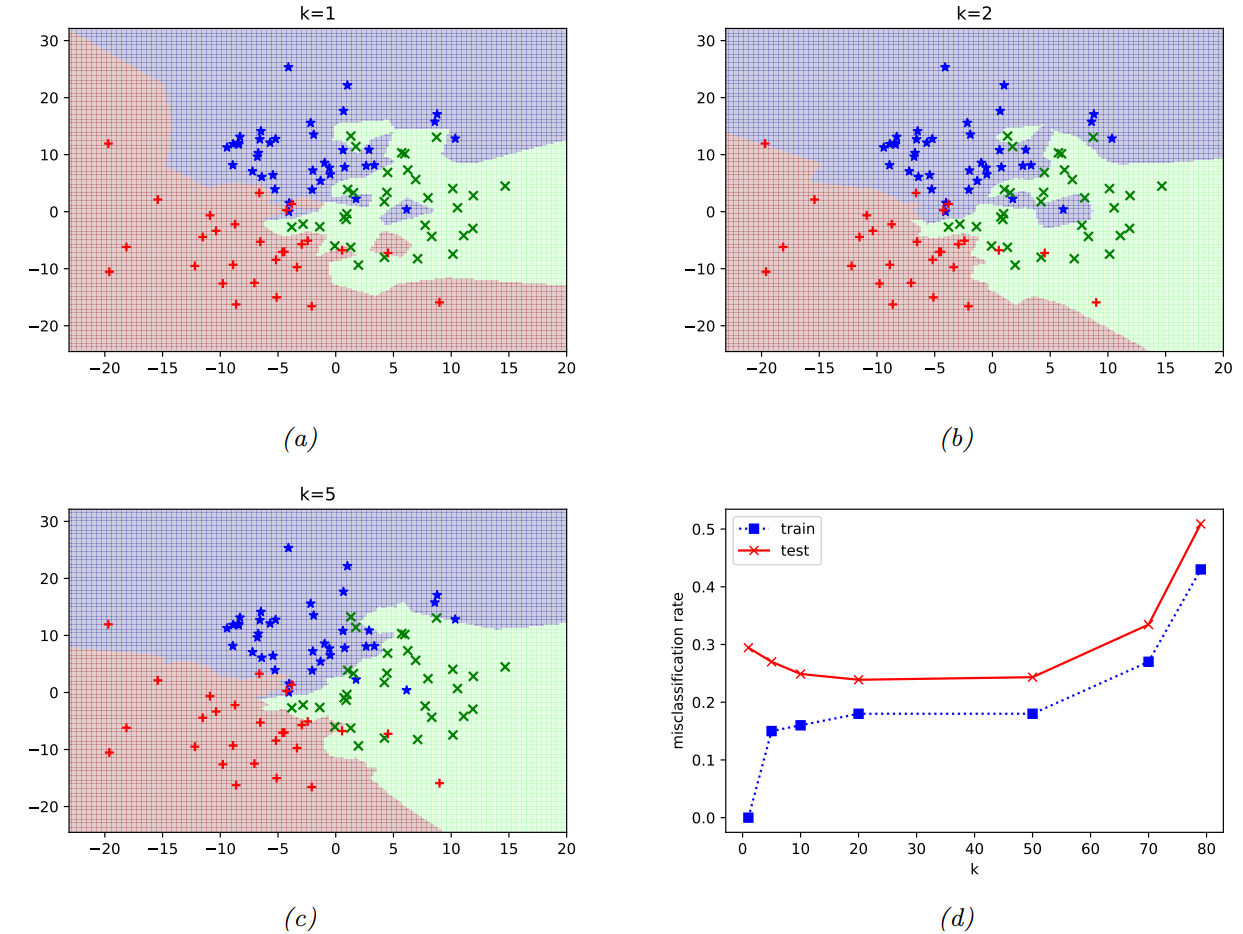 k=1
30
20
10
0
−10
−20
−20 −15 −10 −5 0 5 10 15 20
(a)
k=2
30
20
10
0
−10
−20
−20 −15 −10 −5 0 5 10 15 20
(b)
k=5
30
20
10
0
−10
−20
−20 −15 −10 −5 0 5 10 15 20
(c)
train
test
misclassification rate
0.5
0.4
0.3
0.2
0.1
0.0
0 10 20 30 40 50 60 70 80
k
(d)